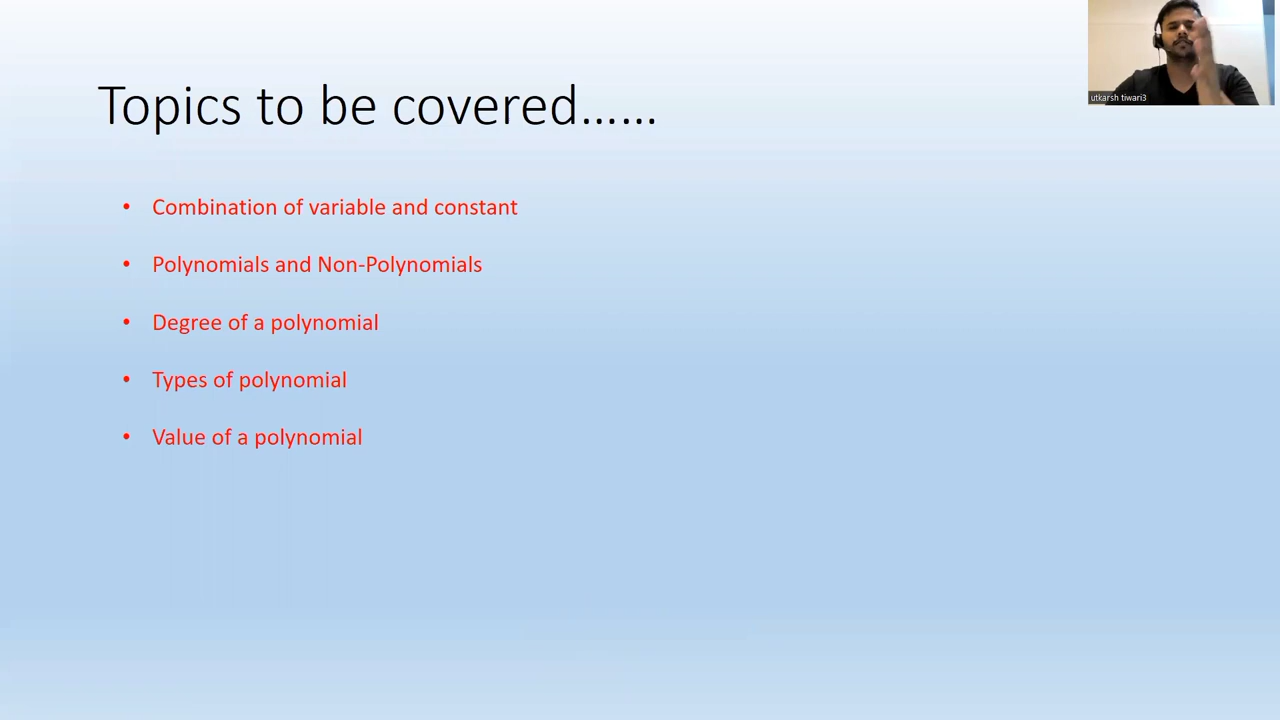 Topics to be covered......
• Combination of variable and constant
• Polynomials and Non-Polynomials
• Degree of a polynomial
• Types of polynomial
• Value of a polynomial
utkarsh tiwari3